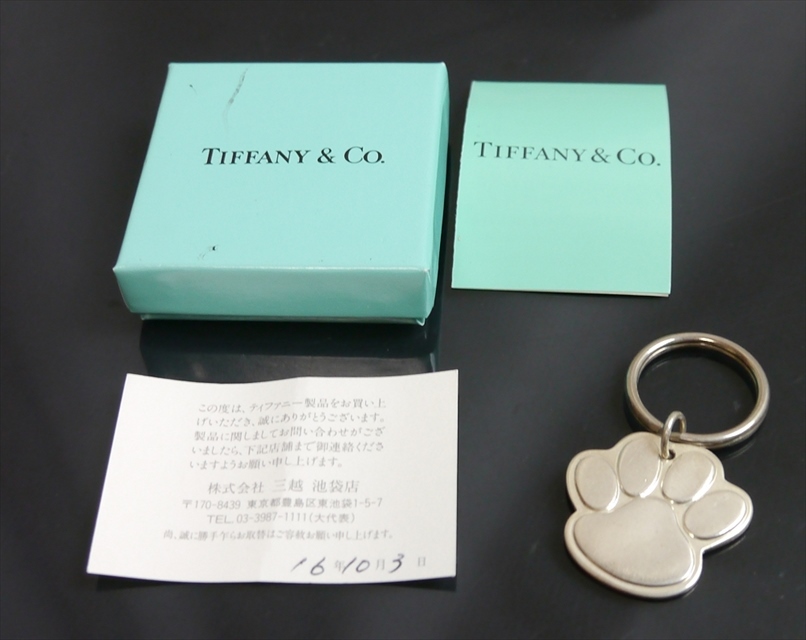 TIFFANY & CO.
TIFFANY & CO.
この度は、ティファニー製品をお買い上
げいただき、誠にありがとうございます。
製品に関しましてお問い合わせがござ
いましたら、下記店舗まで御連絡くださ
いますようお願い申し上げます。
株式会社 三越 池袋店
〒170-8439 東京都豊島区東池袋1-5-7
TEL.03-3987-1111(大代表)
尚、誠に勝手乍らお取替はご容赦お願い申し上げます。
16年10月3日